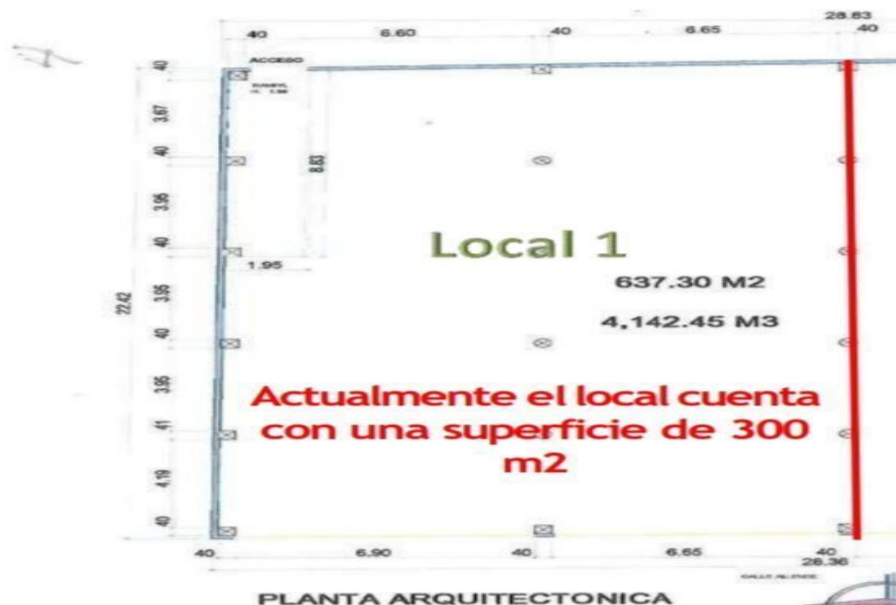 28.83
40 6.60 40 6.65 40
ACCESO
40
3.67
40
3.95
40
3.95
40
3.95
41
4.19
40
22.42
8.83
1.95
Local 1
637.30 M2
4,142.45 M3
Actualmente el local cuenta
con una superficie de 300
m2
40 6.90 40 6.65 40
28.36
CALLE ALLENDE
PLANTA ARQUITECTONICA